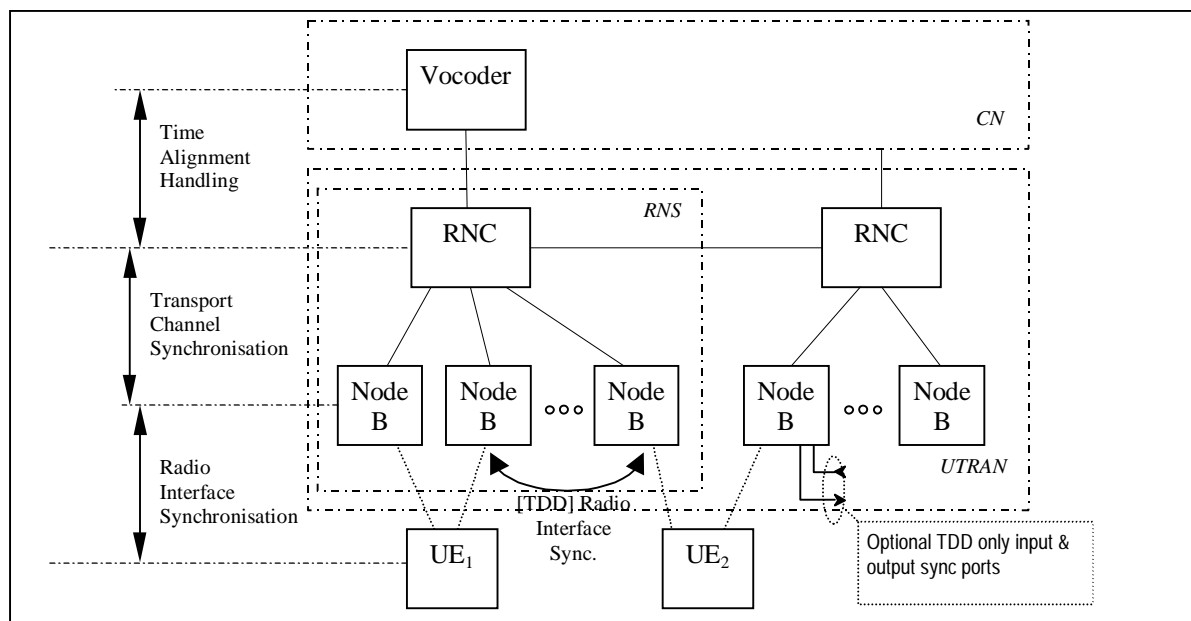 Vocoder
CN
Time
Alignment
Handling
RNS
RNC
RNC
Transport
Channel
Synchronisation
Node
B
Node
B
Node
B
Node
B
Node
B
UTRAN
Radio
Interface
Synchronisation
[TDD] Radio
Interface
Sync.
UE1
UE2
Optional TDD only input &
output sync ports